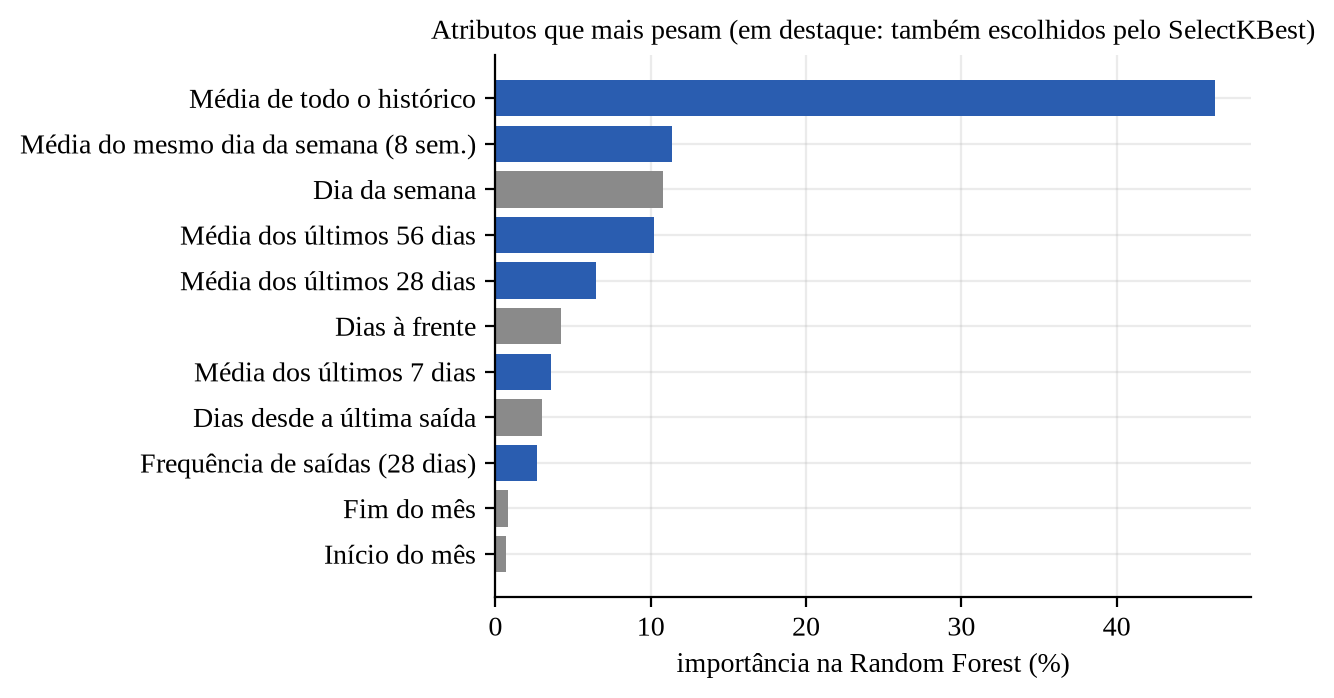 Atributos que mais pesam (em destaque: também escolhidos pelo SelectKBest)
Média de todo o histórico
Média do mesmo dia da semana (8 sem.)
Dia da semana
Média dos últimos 56 dias
Média dos últimos 28 dias
Dias à frente
Média dos últimos 7 dias
Dias desde a última saída
Frequência de saídas (28 dias)
Fim do mês
Início do mês
0 10 20 30 40
importância na Random Forest (%)